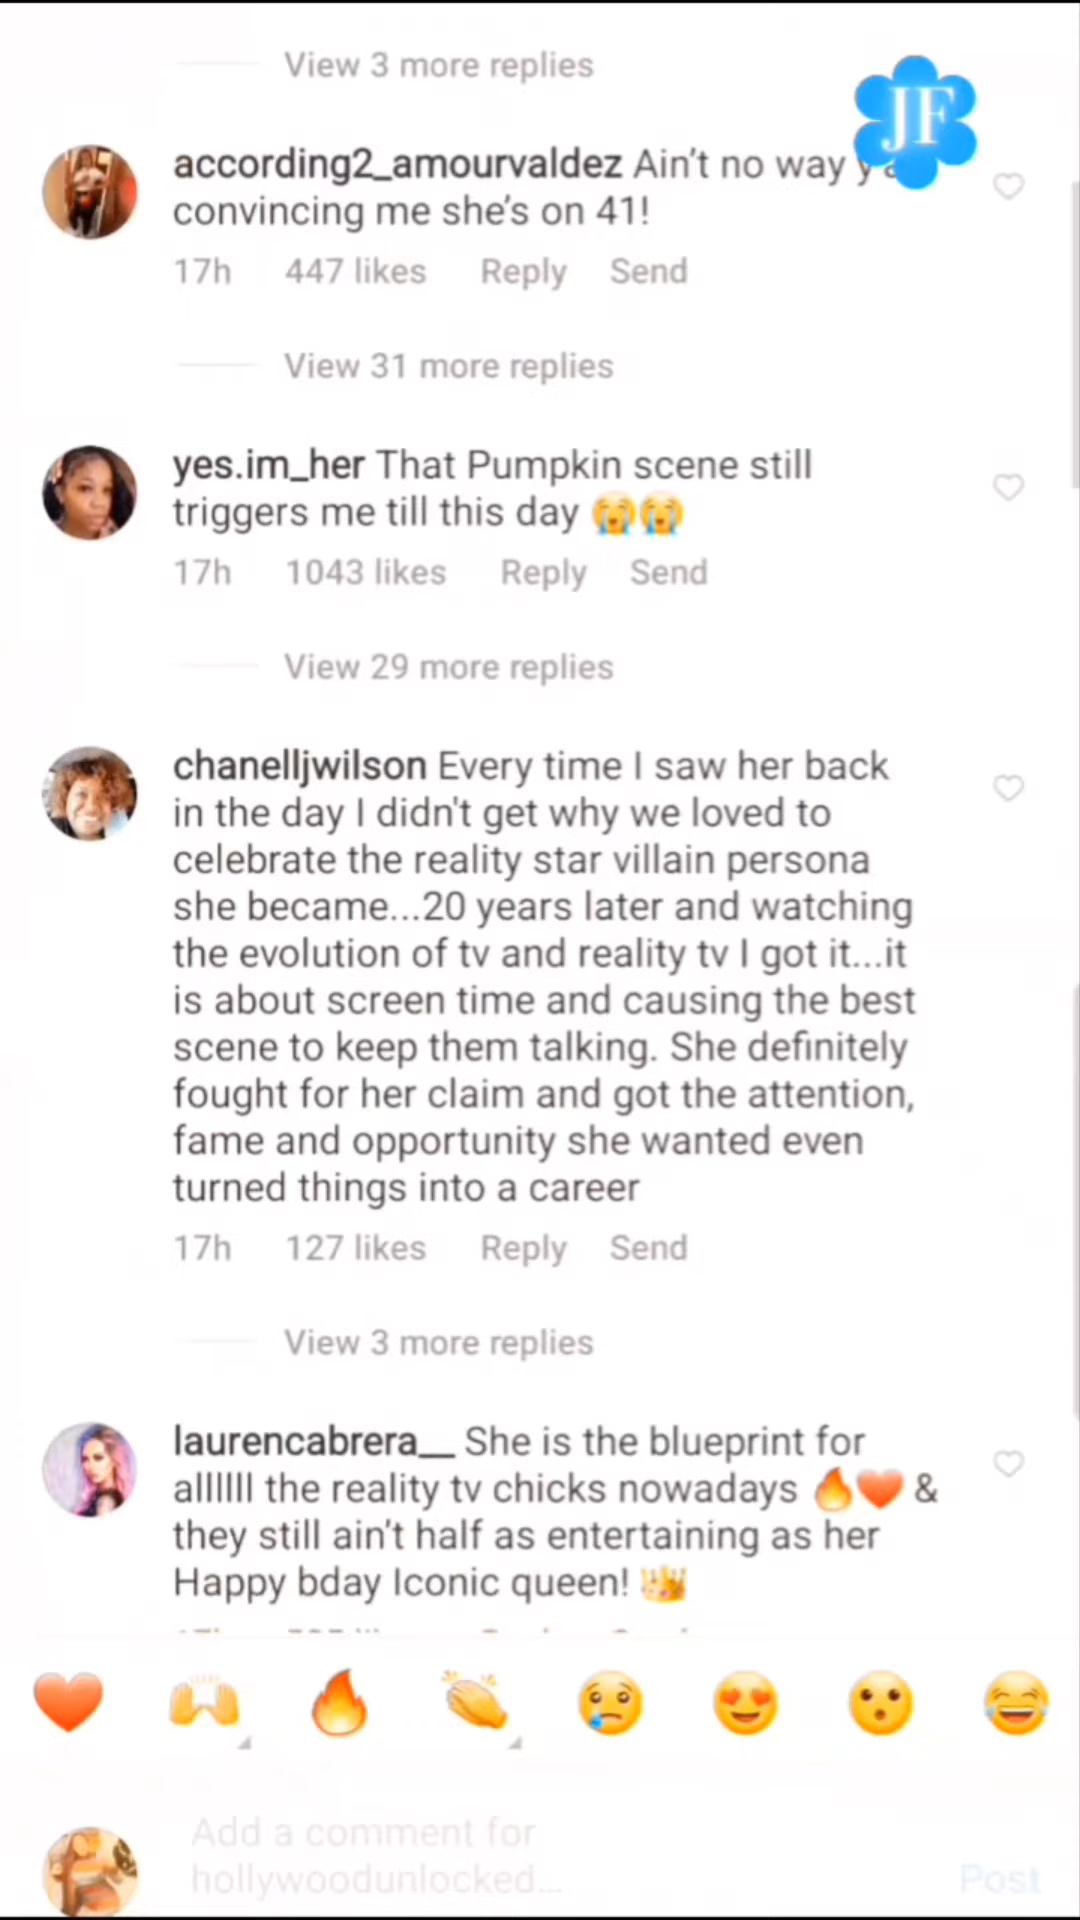 View 3 more replies
JF
according2_amourvaldez Ain't no way
convincing me she's on 41!
17h 447 likes Reply Send
View 31 more replies
yes.im_her That Pumpkin scene still
triggers me till this day 😭😭
17h 1043 likes Reply Send
View 29 more replies
chanelljwilson Every time I saw her back
in the day I didn't get why we loved to
celebrate the reality star villain persona
she became...20 years later and watching
the evolution of tv and reality tv I got it...it
is about screen time and causing the best
scene to keep them talking. She definitely
fought for her claim and got the attention,
fame and opportunity she wanted even
turned things into a career
17h 127 likes Reply Send
View 3 more replies
laurencabrera__ She is the blueprint for
allllll the reality tv chicks nowadays 🔥❤️ &
they still ain't half as entertaining as her
Happy bday Iconic queen! 👑
Add a comment for
hollywoodunlocked...
Post